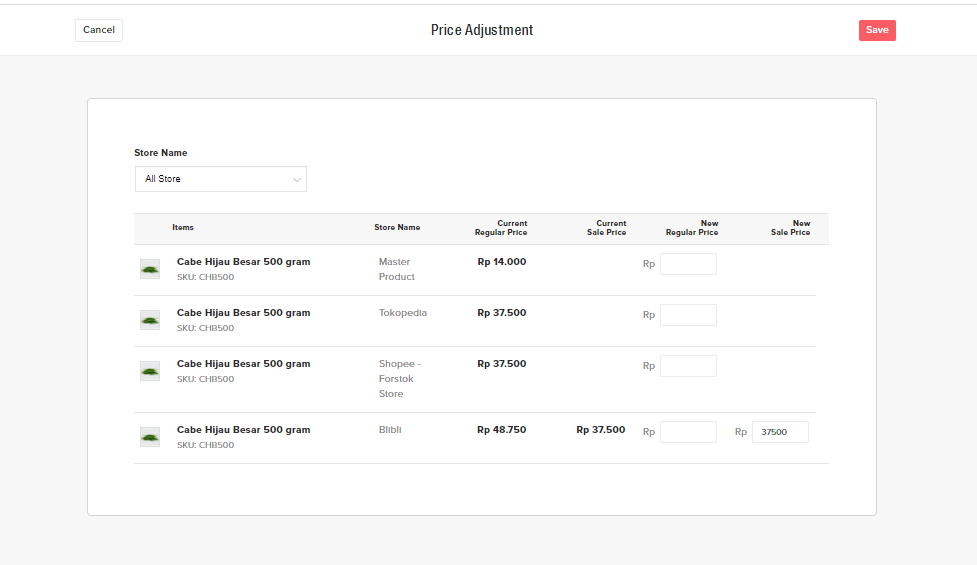 Cancel
Price Adjustment
Save
Store Name
All Store
Items
Store Name
Current
Regular Price
Current
Sale Price
New
Regular Price
New
Sale Price
Cabe Hijau Besar 500 gram
SKU: CHB500
Master
Product
Rp 14.000
Rp
Cabe Hijau Besar 500 gram
SKU: CHB500
Tokopedia
Rp 37.500
Rp
Cabe Hijau Besar 500 gram
SKU: CHB500
Shopee -
Forstok
Store
Rp 37.500
Rp
Cabe Hijau Besar 500 gram
SKU: CHB500
Blibli
Rp 48.750
Rp 37.500
Rp
Rp 37500